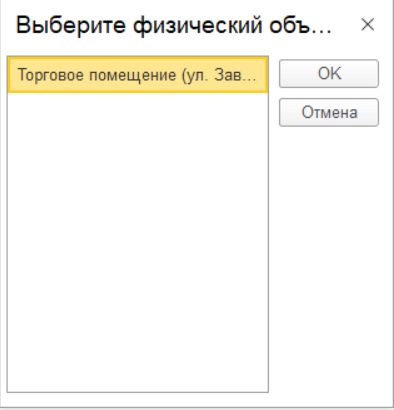 Выберите физический объ...
Торговое помещение (ул. Зав...
OK
Отмена